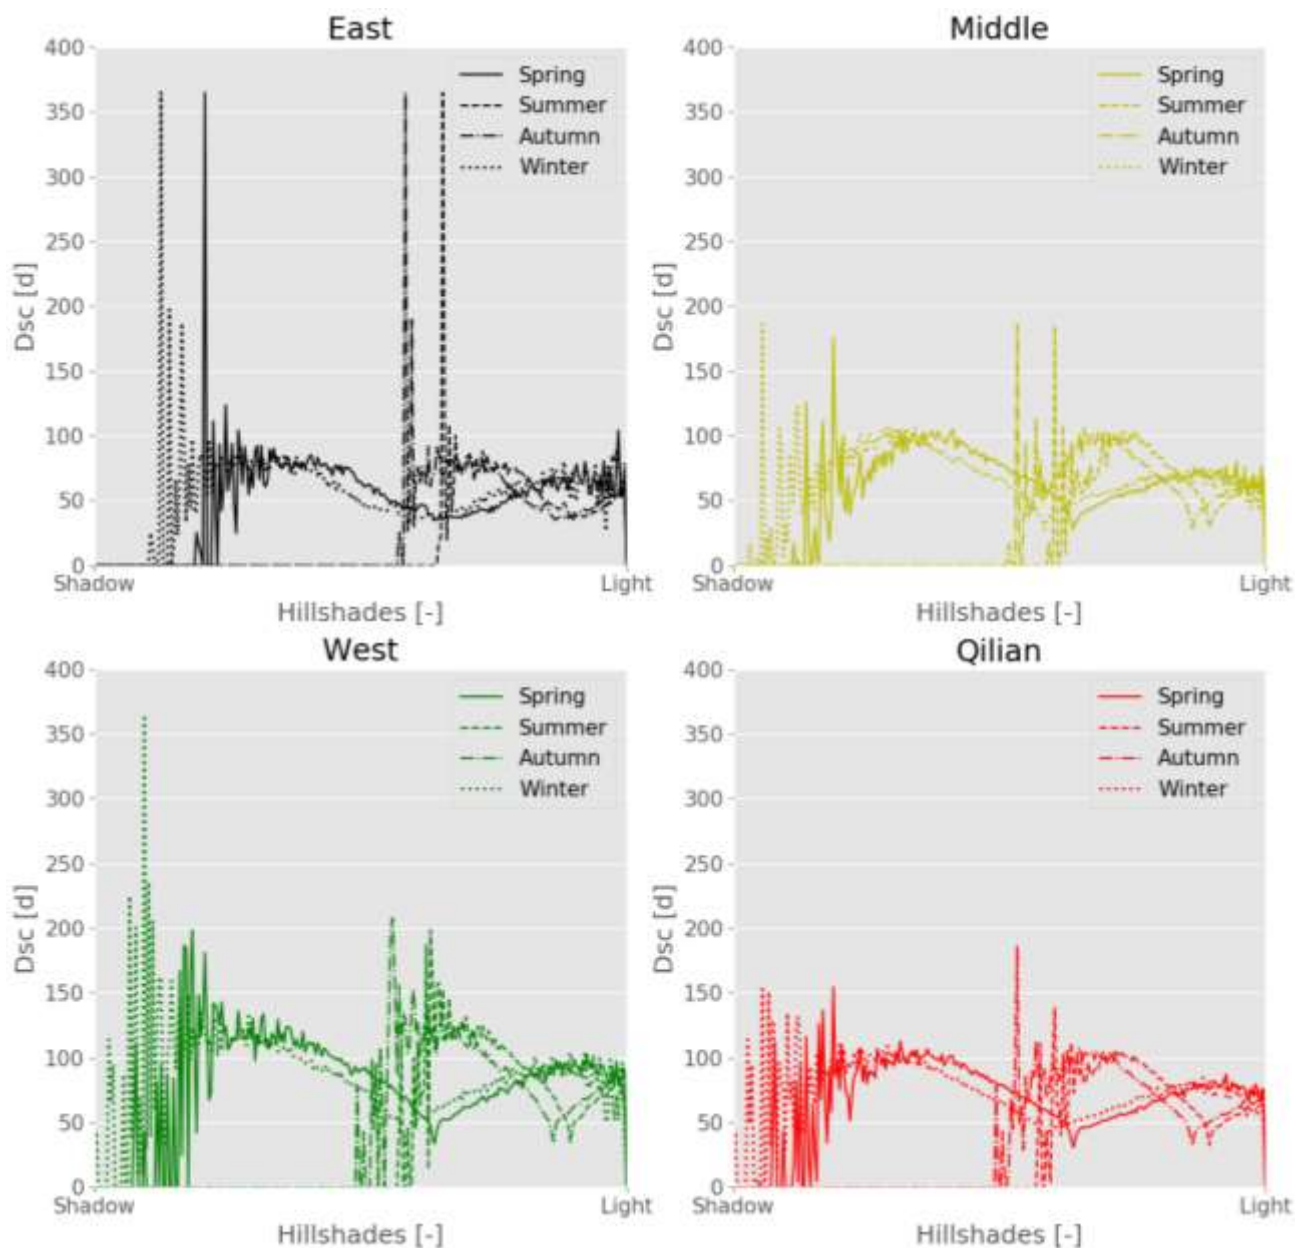 East
400
350
300
250
200
150
100
50
0
Dsc [d]
Spring
Summer
Autumn
Winter
Shadow
Light
Hillshades [-]
Middle
400
350
300
250
200
150
100
50
0
Dsc [d]
Spring
Summer
Autumn
Winter
Shadow
Light
Hillshades [-]
West
400
350
300
250
200
150
100
50
0
Dsc [d]
Spring
Summer
Autumn
Winter
Shadow
Light
Hillshades [-]
Qilian
400
350
300
250
200
150
100
50
0
Dsc [d]
Spring
Summer
Autumn
Winter
Shadow
Light
Hillshades [-]